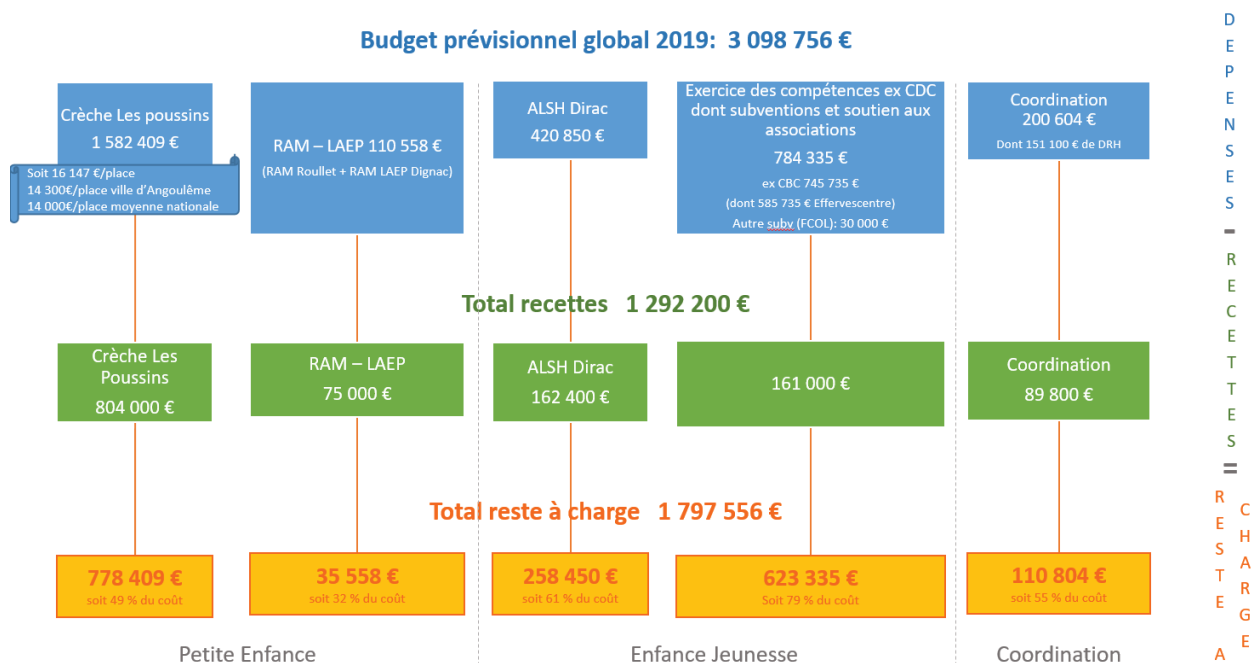 Budget prévisionnel global 2019: 3 098 756 €
Crèche Les poussins
1 582 409 €
Soit 16 147 €/place
14 300€/place ville d'Angoulême
14 000€/place moyenne nationale
RAM – LAEP 110 558 €
(RAM Roullet + RAM LAEP Dignac)
ALSH Dirac
420 850 €
Exercice des compétences ex CDC
dont subventions et soutien aux
associations
784 335 €
ex CBC 745 735 €
(dont 585 735 € Effervescentre)
Autre subv (FCOL): 30 000 €
Coordination
200 604 €
Dont 151 100 € de DRH
Total recettes 1 292 200 €
Crèche Les
Poussins
804 000 €
RAM – LAEP
75 000 €
ALSH Dirac
162 400 €
161 000 €
Coordination
89 800 €
Total reste à charge 1 797 556 €
778 409 €
soit 49 % du coût
35 558 €
soit 32 % du coût
258 450 €
soit 61 % du coût
623 335 €
Soit 79 % du coût
110 804 €
soit 55 % du coût
Petite Enfance
Enfance Jeunesse
Coordination
DEPENSES
–
RECETTES
=
RESTE A
CHARGE